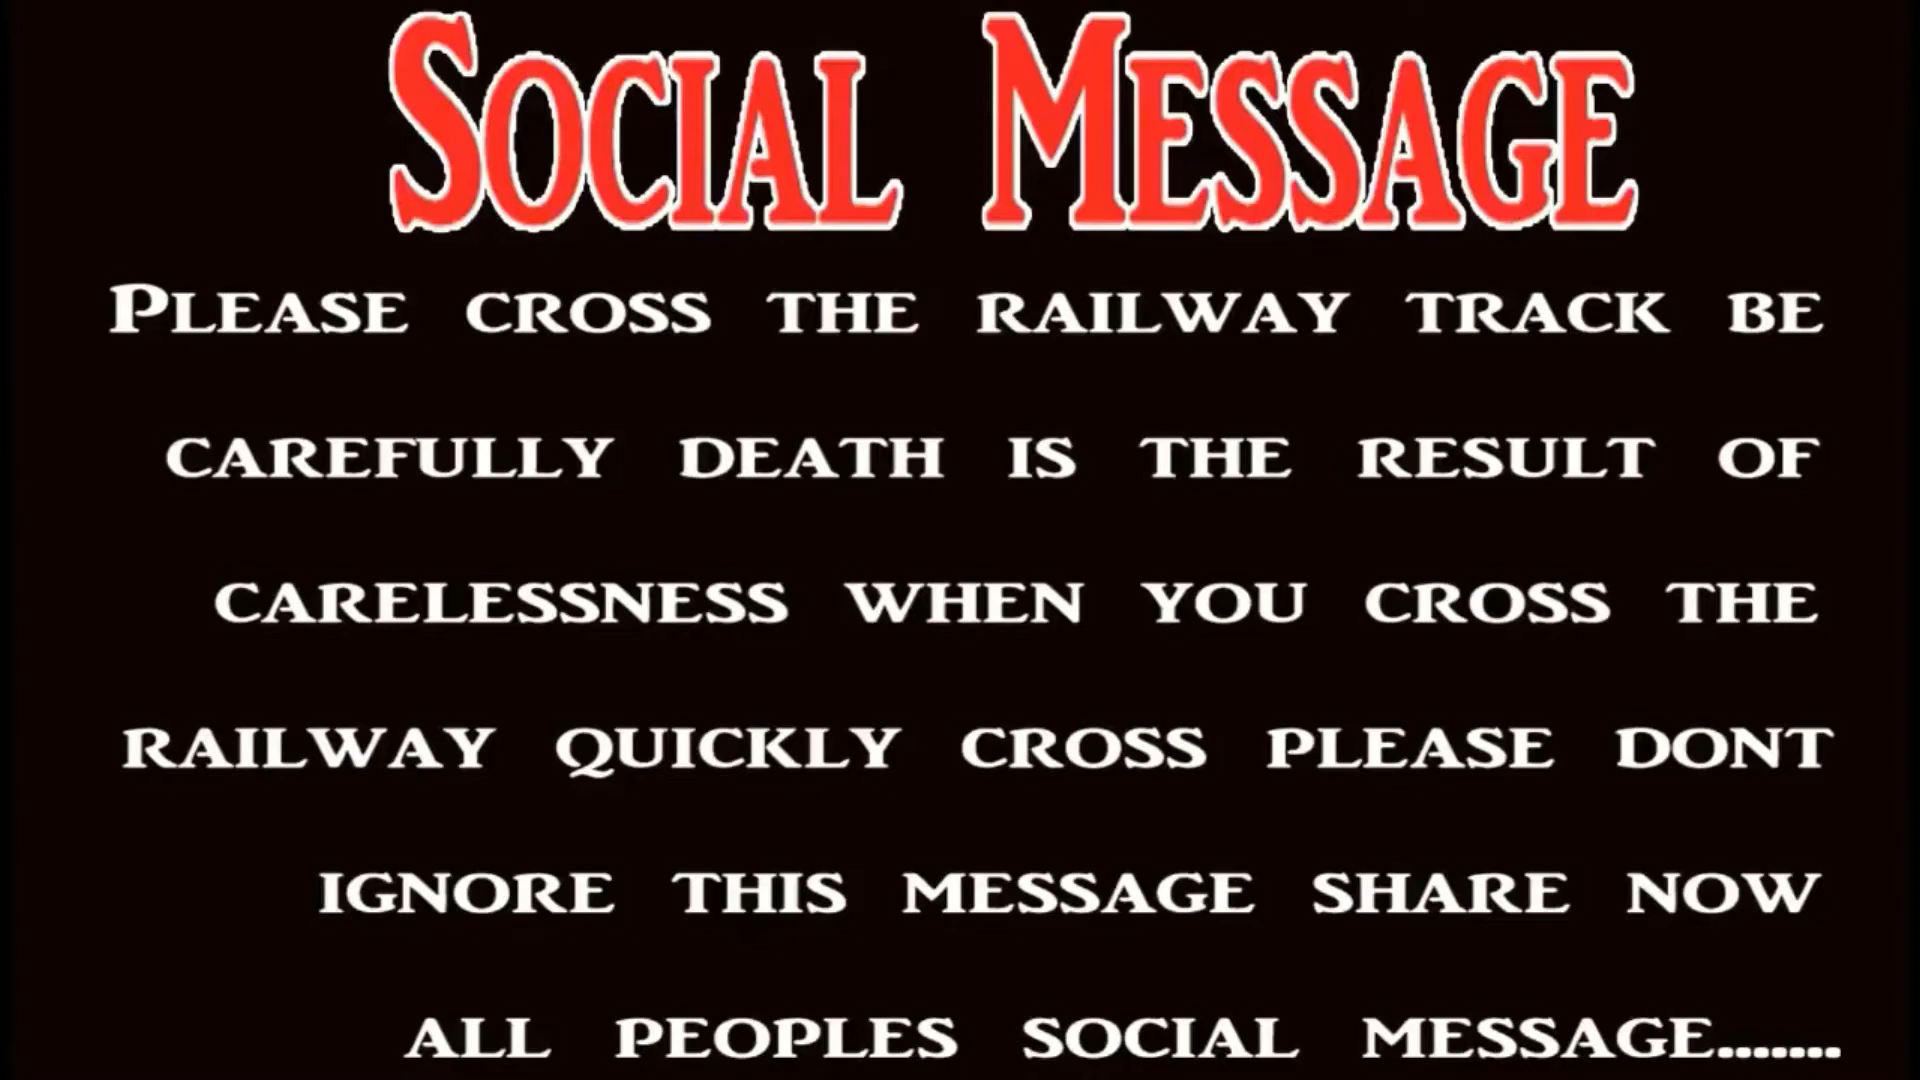 Social Message
Please cross the railway track be
carefully death is the result of
carelessness when you cross the
railway quickly cross please dont
ignore this message share now
all peoples social message.......